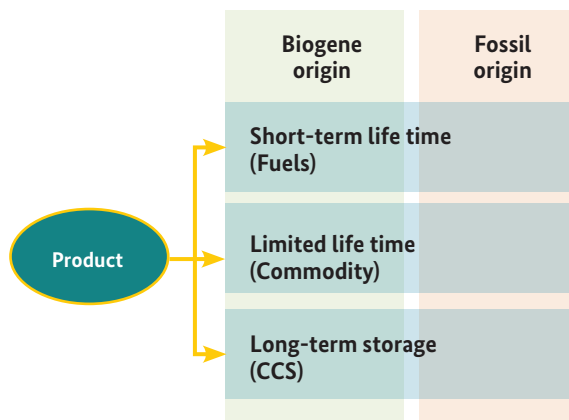 Biogene
origin
Fossil
origin
Short-term life time
(Fuels)
Product
Limited life time
(Commodity)
Long-term storage
(CCS)